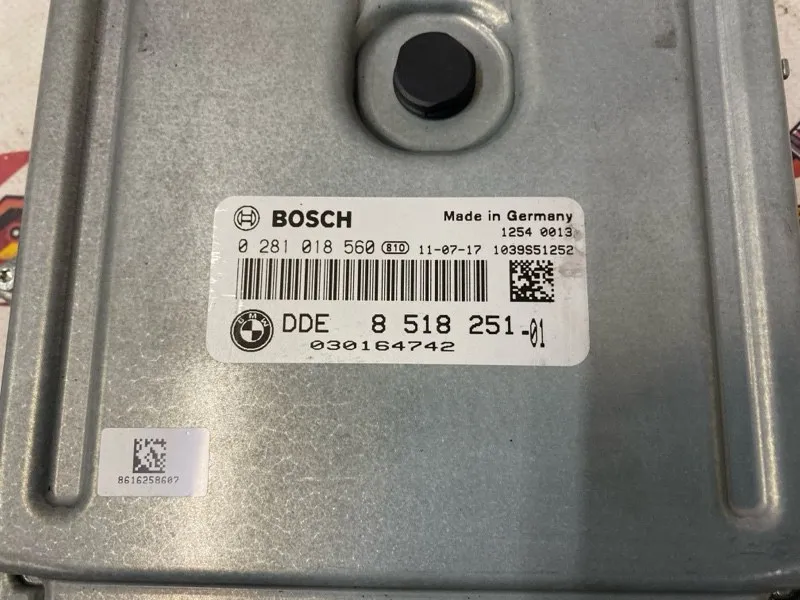 BOSCH
Made in Germany
1254 0013
0 281 018 560 810 11-07-17 1039S51252
BMW
DDE 8 518 251-01
030164742
8616258607